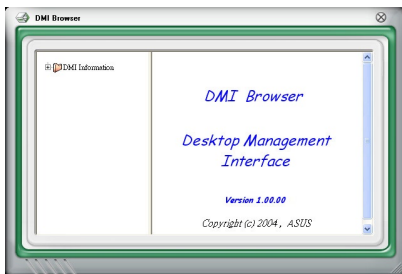 DMI Browser
DMI Information
DMI Browser
Desktop Management
Interface
Version 1.00.00
Copyright (c) 2004, ASUS